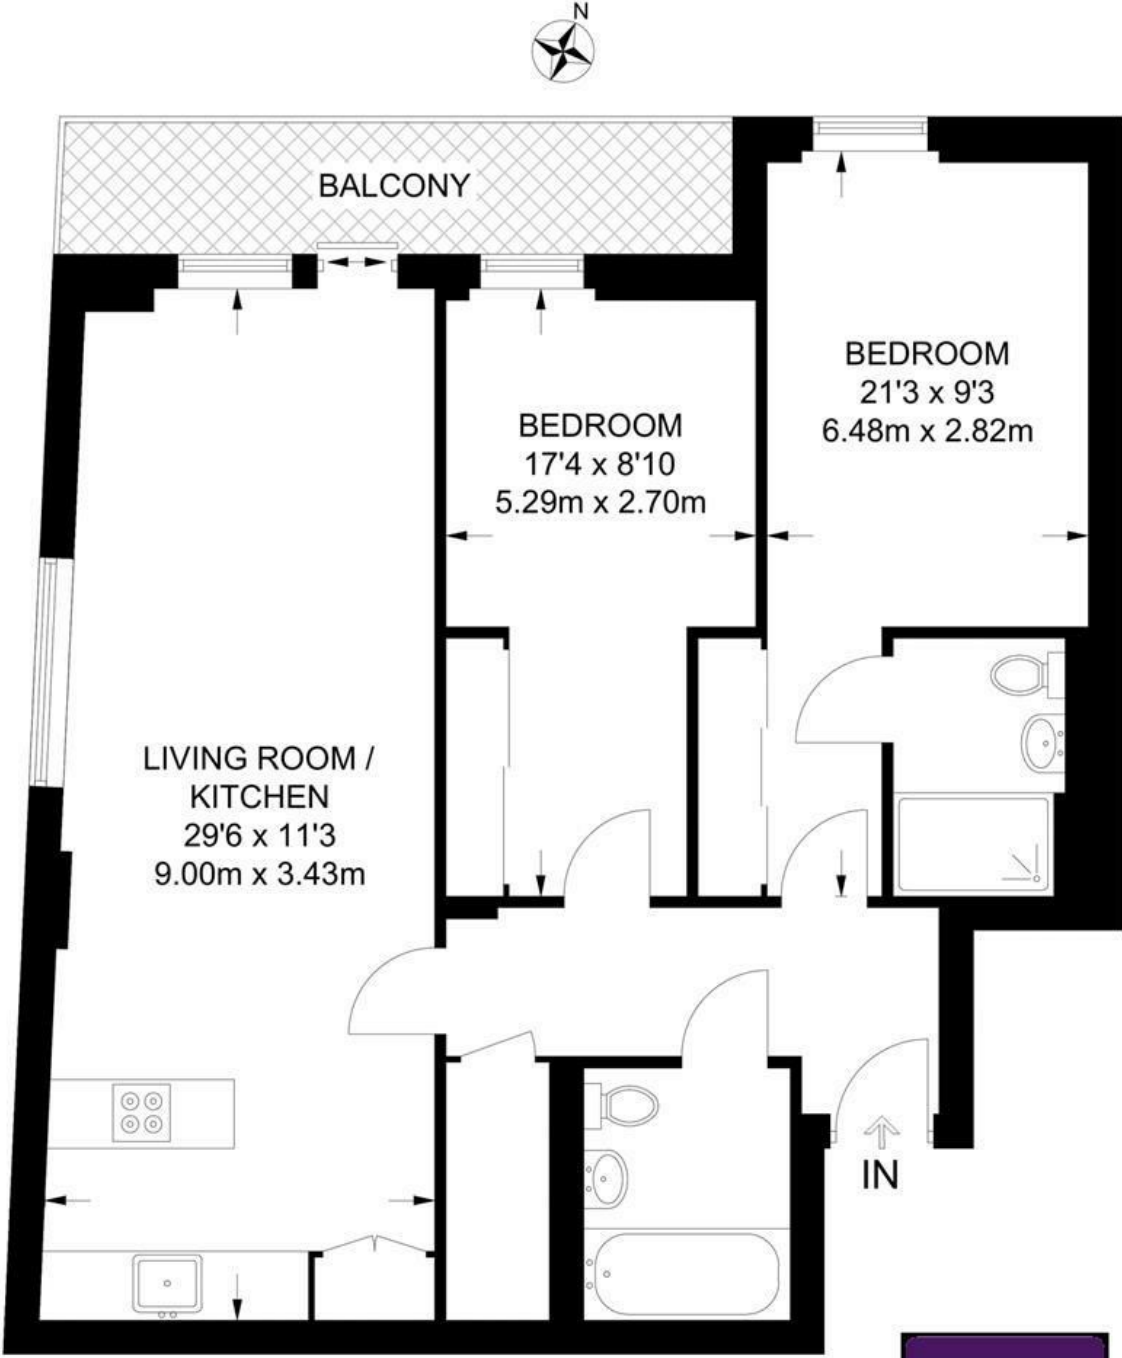 N
BALCONY
BEDROOM
21'3 x 9'3
6.48m x 2.82m
BEDROOM
17'4 x 8'10
5.29m x 2.70m
LIVING ROOM /
KITCHEN
29'6 x 11'3
9.00m x 3.43m
IN